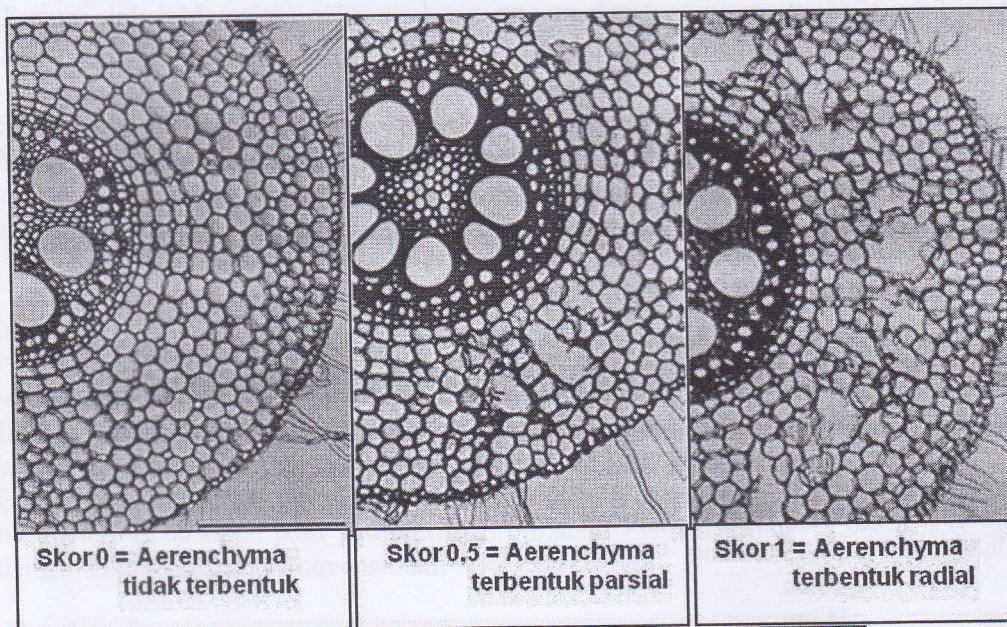 Skor 0 = Aerenchyma
tidak terbentuk
Skor 0,5 = Aerenchyma
terbentuk parsial
Skor 1 = Aerenchyma
terbentuk radial